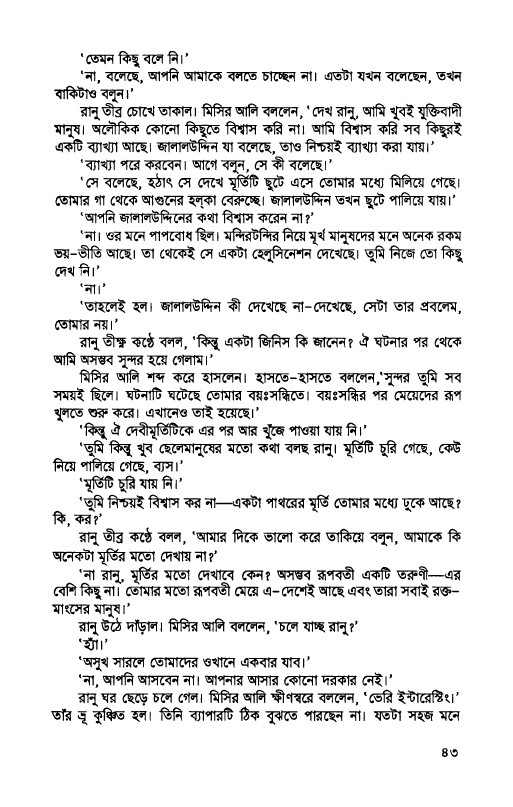 ‘তেমন কিছু বলে নি।’
‘না, বলেছে, আপনি আমাকে বলতে চাচ্ছেন না। এতটা যখন বলেছেন, তখন
বাকিটাও বলুন।’
রানু তীব্র চোখে তাকাল। মিসির আলি বললেন, ‘দেখ রানু, আমি খুবই যুক্তিবাদী
মানুষ। অলৌকিক কোনো কিছুতে বিশ্বাস করি না। আমি বিশ্বাস করি সব কিছুরই
একটি ব্যাখ্যা আছে। জালালউদ্দিন যা বলেছে, তাও নিশ্চয়ই ব্যাখ্যা করা যায়।’
‘ব্যাখ্যা পরে করবেন। আগে বলুন, সে কী বলেছে।’
‘সে বলেছে, হঠাৎ সে দেখে মূর্তিটি ছুটে এসে তোমার মধ্যে মিলিয়ে গেছে।
তোমার গা থেকে আগুনের হল্‌কা বেরুচ্ছে। জালালউদ্দিন তখন ছুটে পালিয়ে যায়।’
‘আপনি জালালউদ্দিনের কথা বিশ্বাস করেন না?’
‘না। ওর মনে পাপবোধ ছিল। মন্দিরটন্দির নিয়ে মূর্খ মানুষদের মনে অনেক রকম
ভয়-ভীতি আছে। তা থেকেই সে একটা হেলুসিনেশন দেখেছে। তুমি নিজে তো কিছু
দেখ নি।’
‘না।’
‘তাহলেই হল। জালালউদ্দিন কী দেখেছে না-দেখেছে, সেটা তার প্রবলেম,
তোমার নয়।’
রানু তীক্ষ্ণ কণ্ঠে বলল, ‘কিন্তু একটা জিনিস কি জানেন? ঐ ঘটনার পর থেকে
আমি অসম্ভব সুন্দর হয়ে গেলাম।’
মিসির আলি শব্দ করে হাসলেন। হাসতে-হাসতে বললেন,‘সুন্দর তুমি সব
সময়ই ছিলে। ঘটনাটি ঘটেছে তোমার বয়ঃসন্ধিতে। বয়ঃসন্ধির পর মেয়েদের রূপ
খুলতে শুরু করে। এখানেও তাই হয়েছে।’
‘কিন্তু ঐ দেবীমূর্তিটিকে এর পর আর খুঁজে পাওয়া যায় নি।’
‘তুমি কিন্তু খুব ছেলেমানুষের মতো কথা বলছ রানু। মূর্তিটি চুরি গেছে, কেউ
নিয়ে পালিয়ে গেছে, ব্যস।’
‘মূর্তিটি চুরি যায় নি।’
‘তুমি নিশ্চয়ই বিশ্বাস কর না—একটা পাথরের মূর্তি তোমার মধ্যে ঢুকে আছে?
কি, কর?’
রানু তীব্র কণ্ঠে বলল, ‘আমার দিকে ভালো করে তাকিয়ে বলুন, আমাকে কি
অনেকটা মূর্তির মতো দেখায় না?’
‘না রানু, মূর্তির মতো দেখাবে কেন? অসম্ভব রূপবতী একটি তরুণী—এর
বেশি কিছু না। তোমার মতো রূপবতী মেয়ে এ-দেশেই আছে এবং তারা সবাই রক্ত-
মাংসের মানুষ।’
রানু উঠে দাঁড়াল। মিসির আলি বললেন, ‘চলে যাচ্ছ রানু?’
‘হ্যাঁ।’
‘অসুখ সারলে তোমাদের ওখানে একবার যাব।’
‘না, আপনি আসবেন না। আপনার আসার কোনো দরকার নেই।’
রানু ঘর ছেড়ে চলে গেল। মিসির আলি ক্ষীণস্বরে বললেন, ‘ভেরি ইন্টারেস্টিং।’
তাঁর ভ্রূ কুঞ্চিত হল। তিনি ব্যাপারটি ঠিক বুঝতে পারছেন না। যতটা সহজ মনে
৪৩